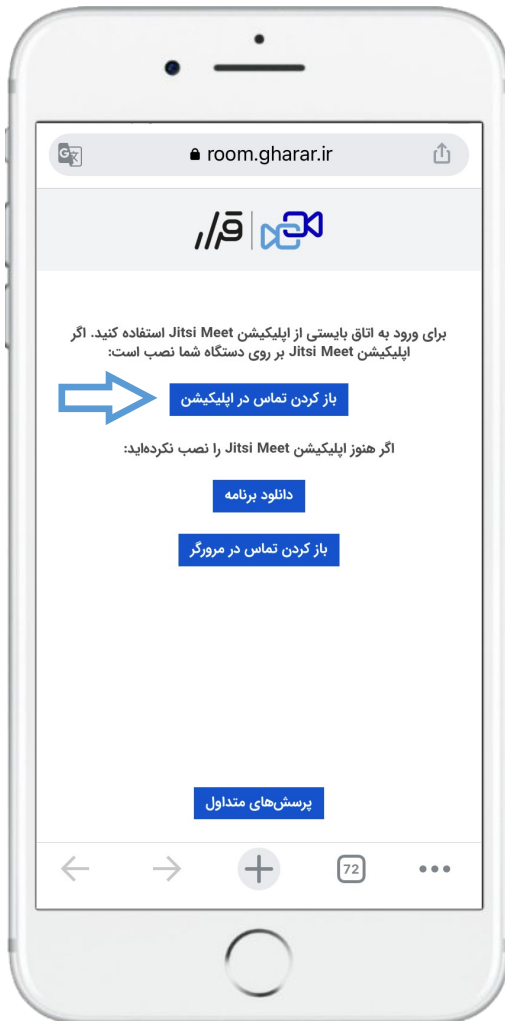 room.gharar.ir
قرار
برای ورود به اتاق بایستی از اپلیکیشن Jitsi Meet استفاده کنید. اگر
اپلیکیشن Jitsi Meet بر روی دستگاه شما نصب است:
باز کردن تماس در اپلیکیشن
اگر هنوز اپلیکیشن Jitsi Meet را نصب نکرده‌اید:
دانلود برنامه
باز کردن تماس در مرورگر
پرسش‌های متداول
72